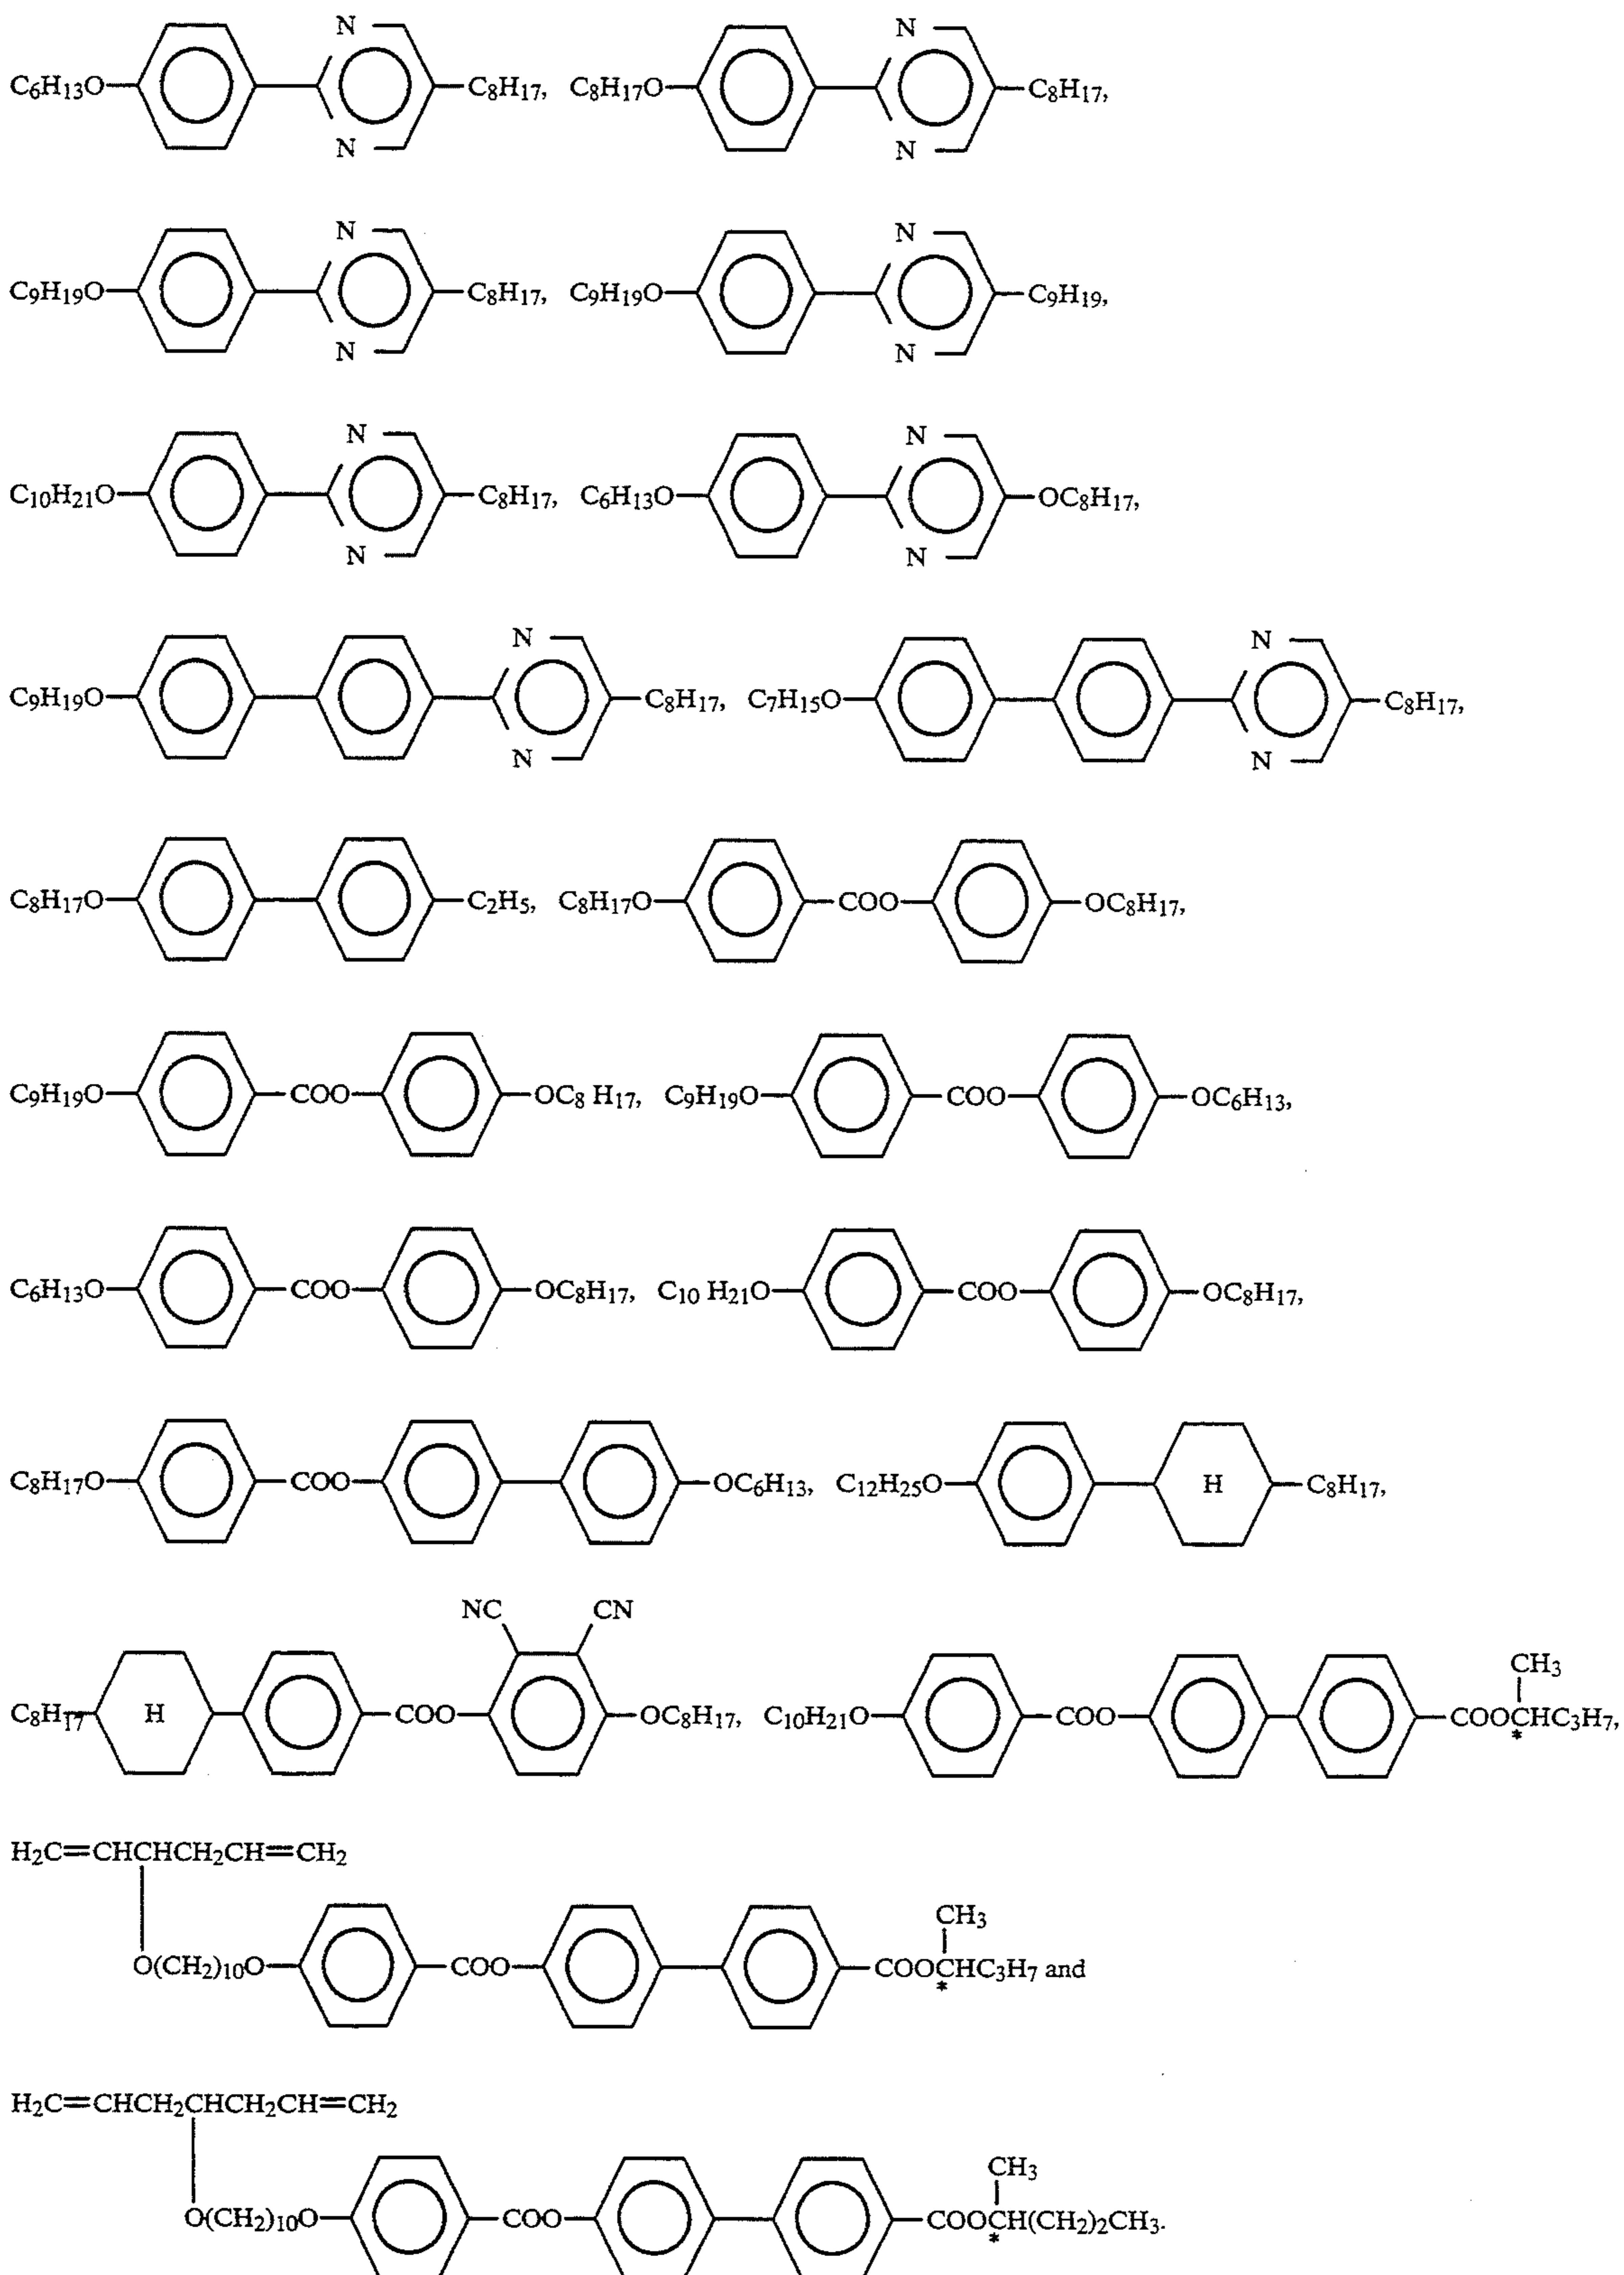 N N
C6H13O C8H17, C8H17O C8H17,
N N
N N
C9H19O C8H17, C9H19O C9H19,
N N
N N
C10H21O C8H17, C6H13O OC8H17,
N N
N N
C9H19O C8H17, C7H15O C8H17,
N N
C8H17O C2H5, C8H17O COO OC8H17,
C9H19O COO OC8 H17, C9H19O COO OC6H13,
C6H13O COO OC8H17, C10 H21O COO OC8H17,
C8H17O COO OC6H13, C12H25O H C8H17,
NC CN
CH3
C8H17 H COO OC8H17, C10H21O COO COOCHC3H7,
*
H2C=CHCHCH2CH=CH2
CH3
O(CH2)10O COO COOCHC3H7 and
*
H2C=CHCH2CHCH2CH=CH2
CH3
O(CH2)10O COO COOCH(CH2)2CH3.
*